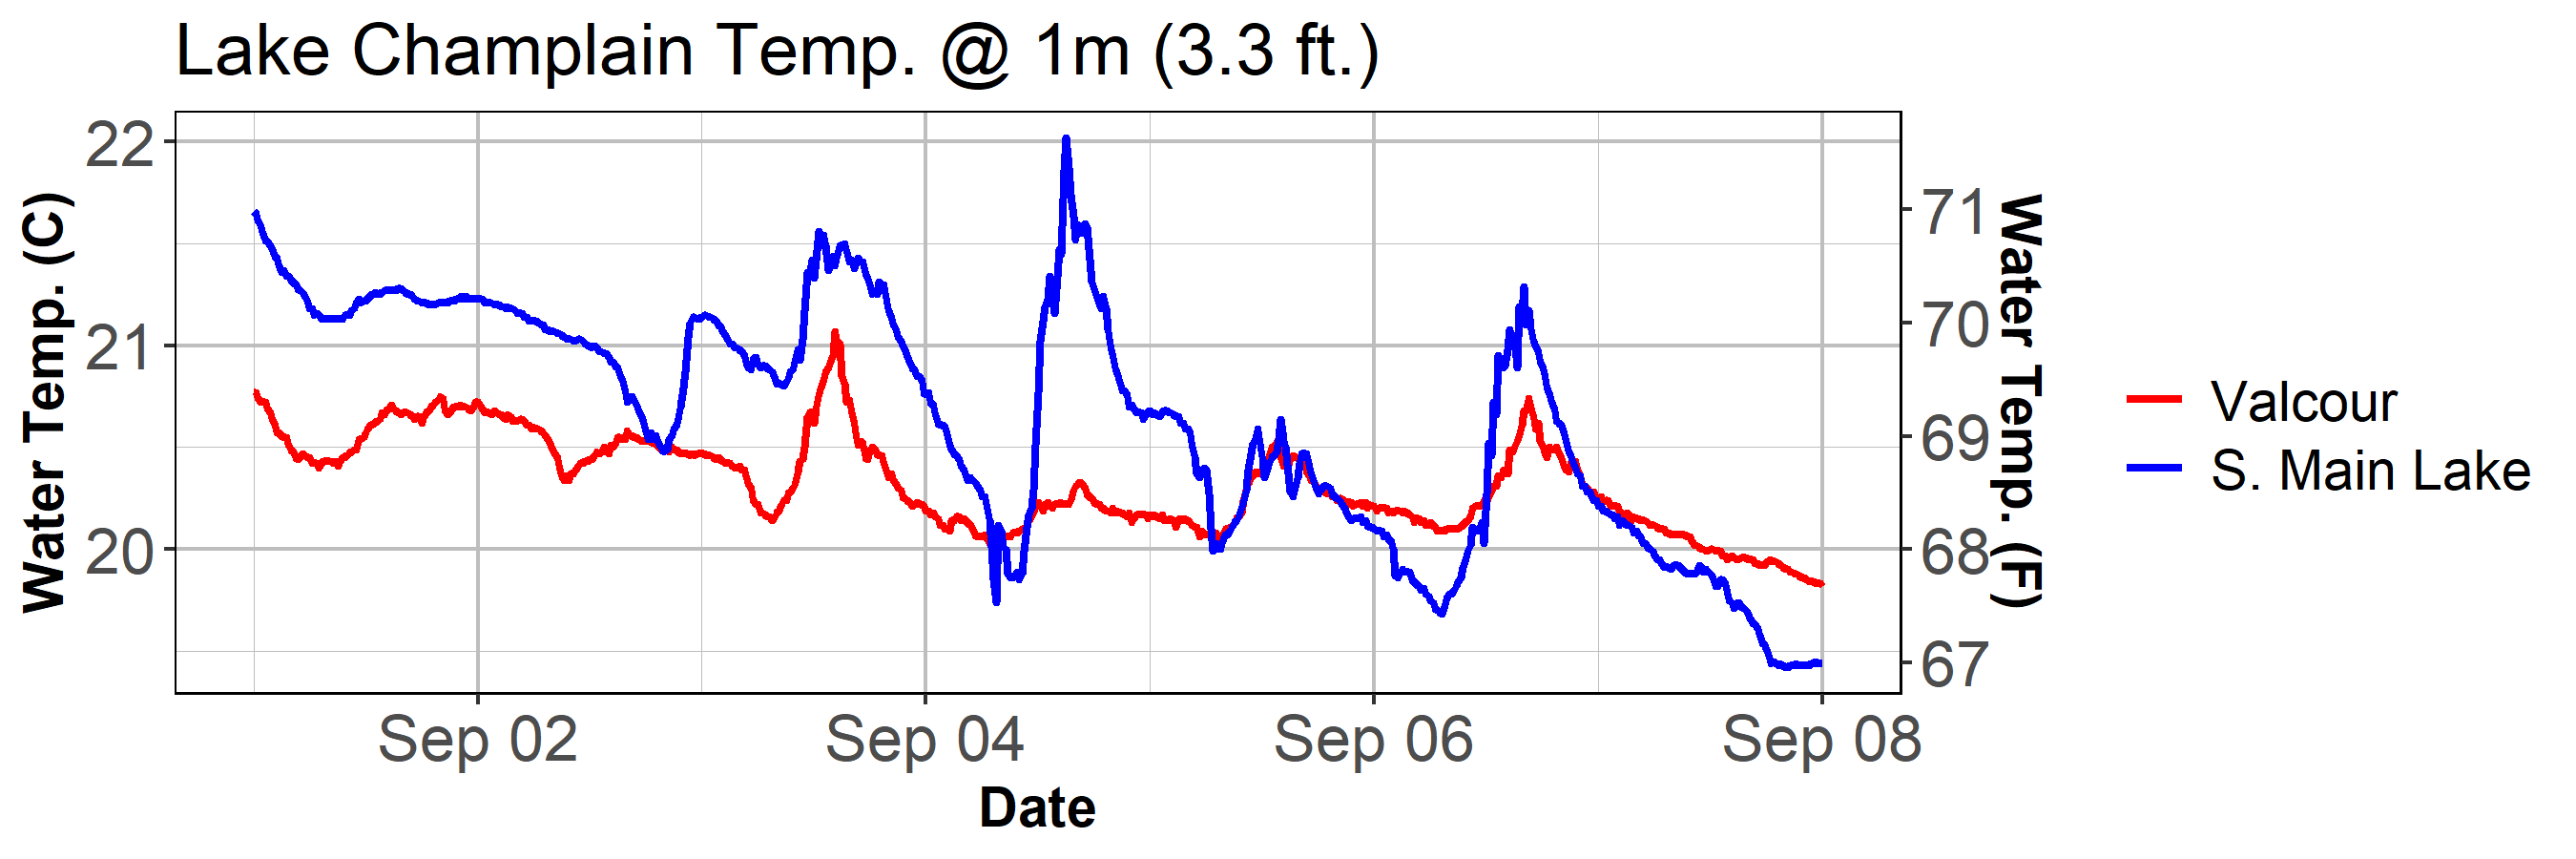 Lake Champlain Temp. @ 1m (3.3 ft.)
Water Temp. (C)
22
21
20
71
70
69
68
67
Water Temp. (F)
Sep 02
Sep 04
Sep 06
Sep 08
Date
Valcour
S. Main Lake